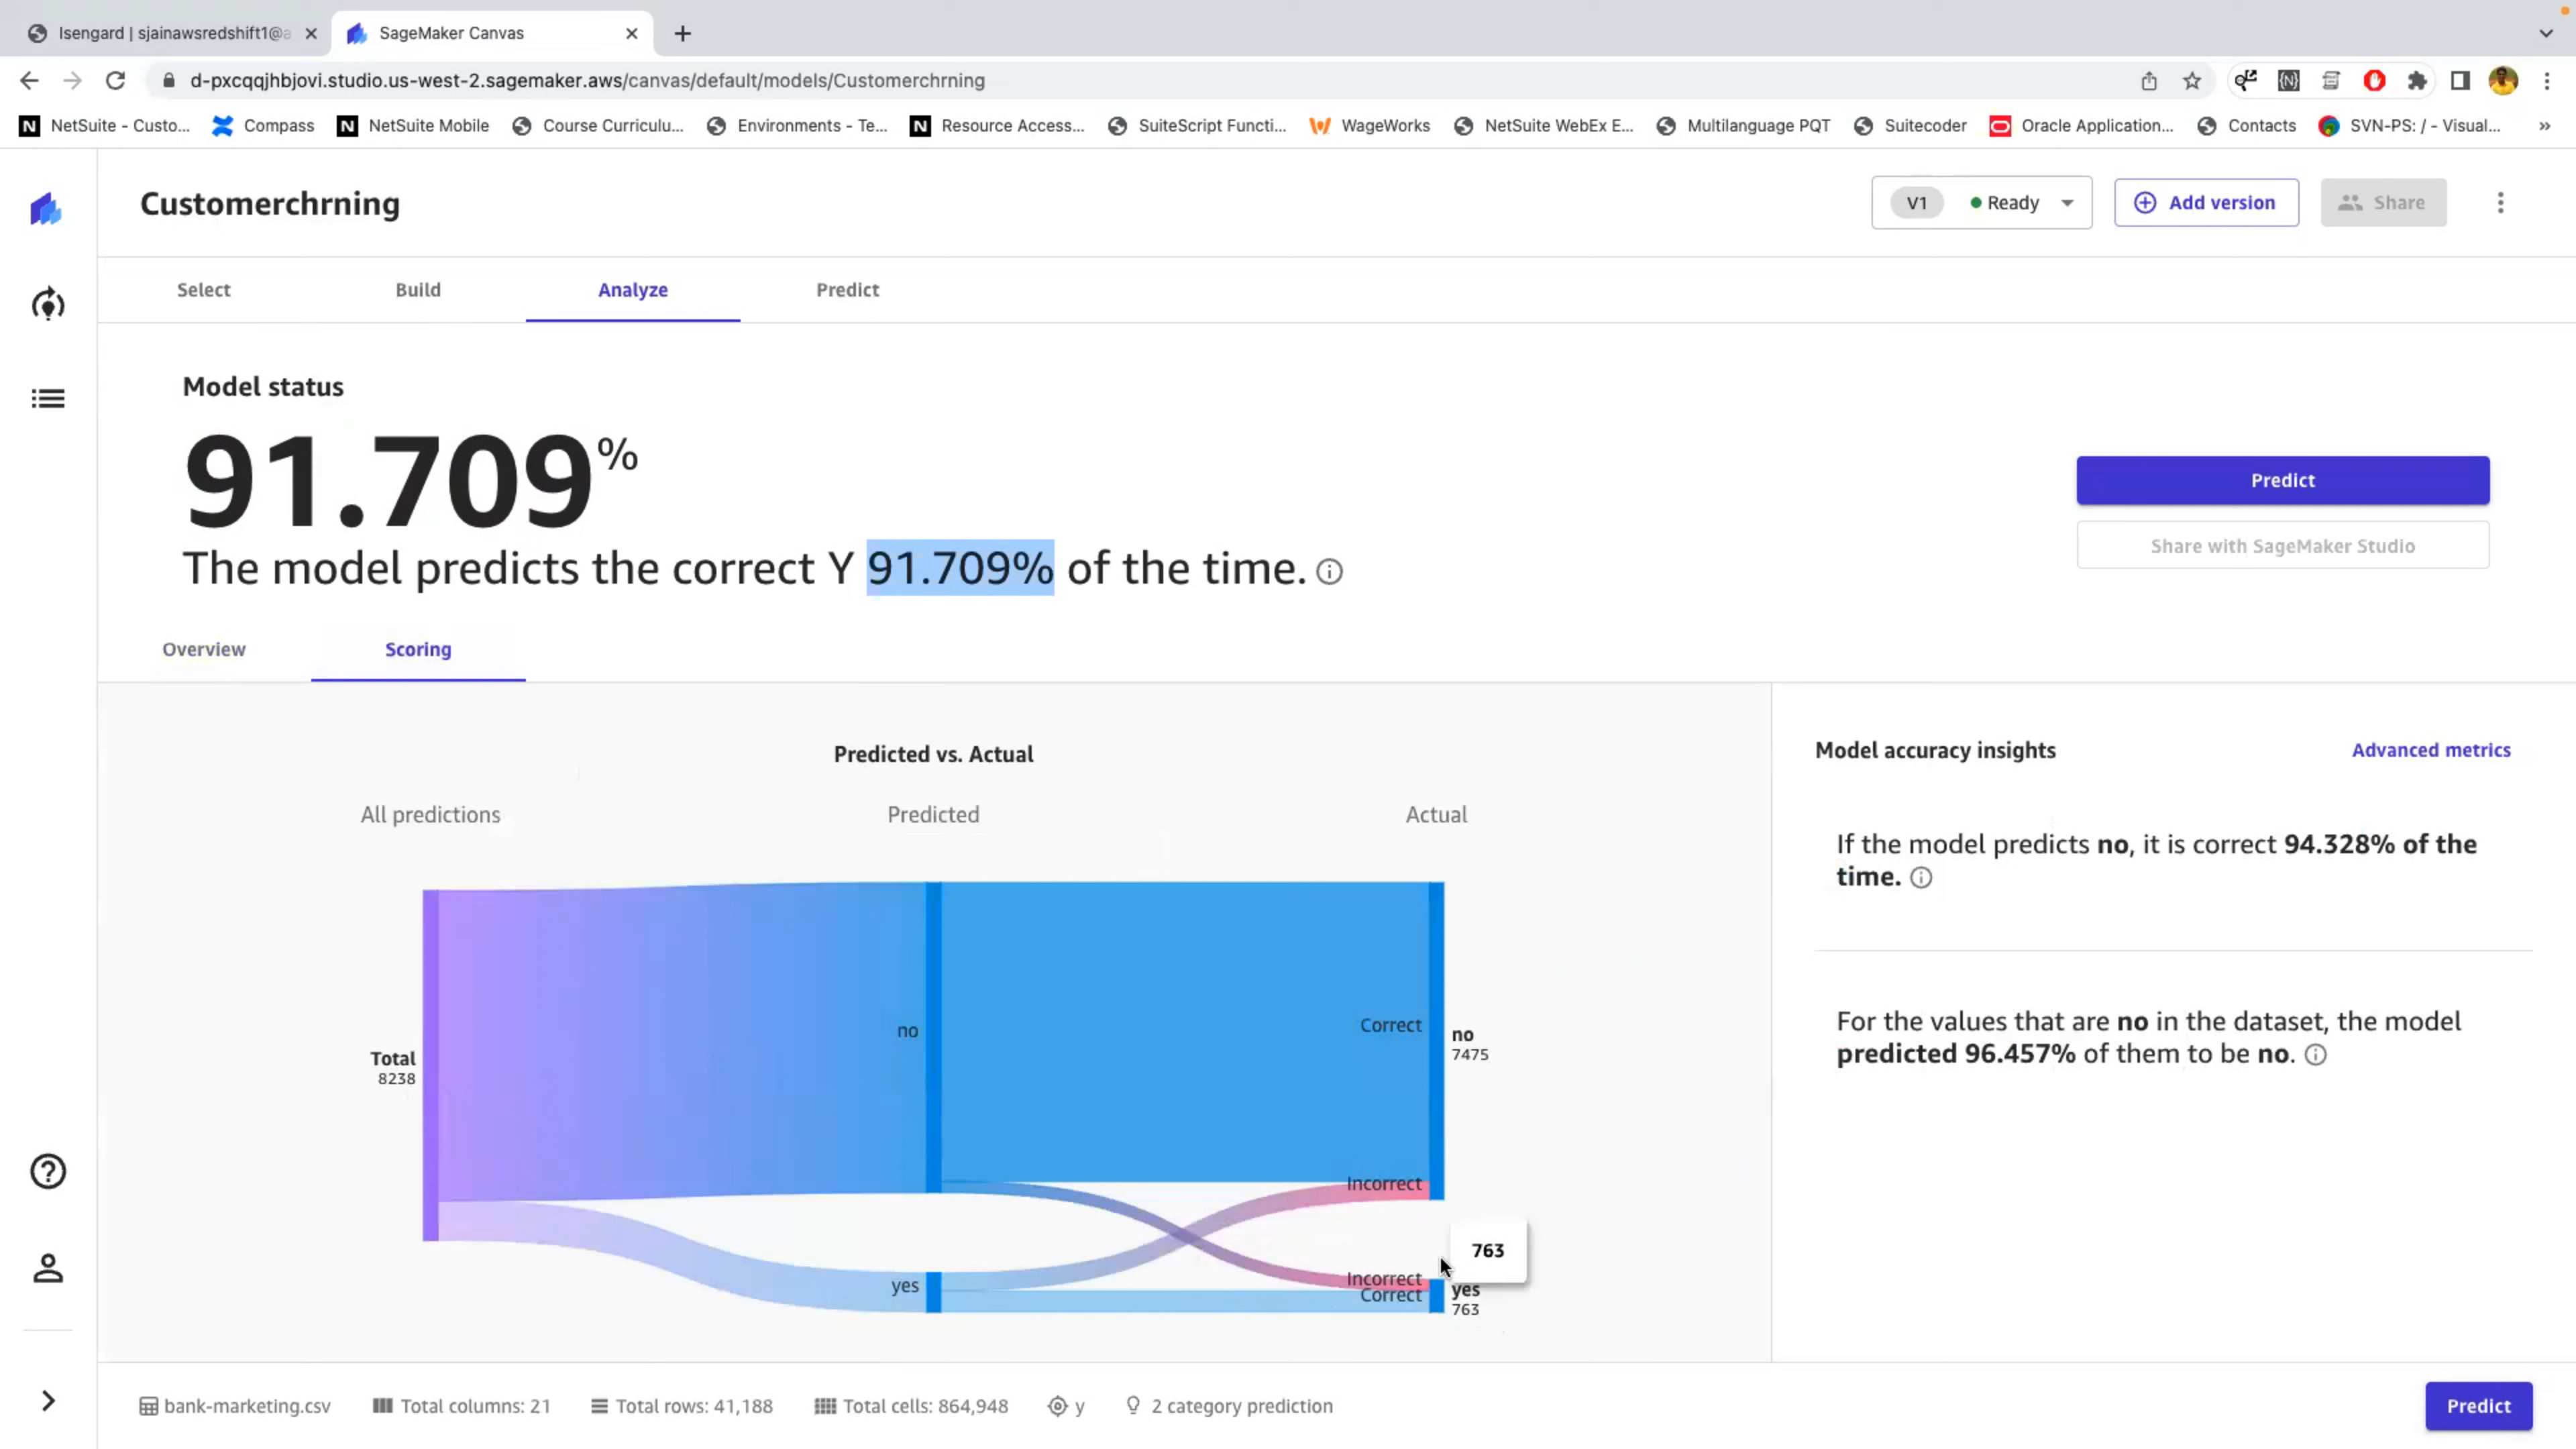 Isengard | sjainawsredshift1@a
SageMaker Canvas
d-pxcqqjhbjovi.studio.us-west-2.sagemaker.aws/canvas/default/models/Customerchrning
NetSuite - Custo... Compass NetSuite Mobile Course Curriculu... Environments - Te... Resource Access... SuiteScript Functi... WageWorks NetSuite WebEx E... Multilanguage PQT Suitecoder Oracle Application... Contacts SVN-PS: / - Visual... »
Customerchrning
V1 Ready Add version Share
Select Build Analyze Predict
Model status
91.709%
The model predicts the correct Y 91.709% of the time.
Predict
Share with SageMaker Studio
Overview Scoring
Predicted vs. Actual
All predictions Predicted Actual
Total
8238
no
yes
Correct
Incorrect
Incorrect
Correct
no
7475
763
yes
763
Model accuracy insights Advanced metrics
If the model predicts no, it is correct 94.328% of the
time.
For the values that are no in the dataset, the model
predicted 96.457% of them to be no.
bank-marketing.csv Total columns: 21 Total rows: 41,188 Total cells: 864,948 y 2 category prediction
Predict